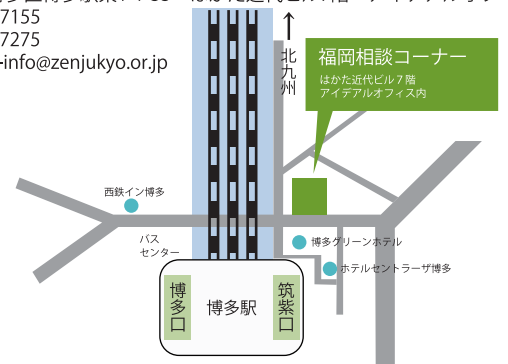 7155
7275
-info@zenjukyo.or.jp
北九州
福岡相談コーナー
はかた近代ビル７階
アイデアルオフィス内
西鉄イン博多
バス
センター
博多グリーンホテル
ホテルセントラーザ博多
博多口
博多駅
筑紫口